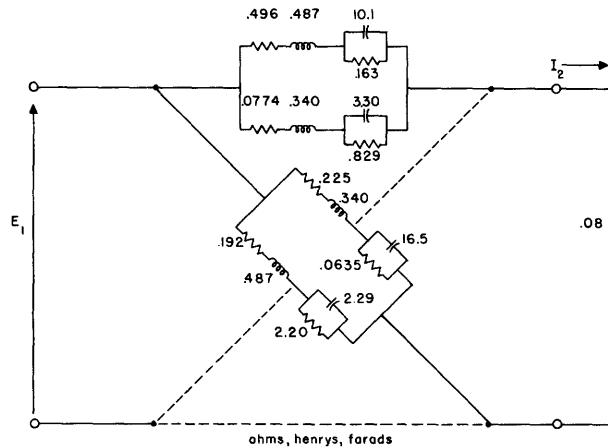 .496 .487 10.1
.163
I2
.0774 .340 3.30
.829
.225
.340
E1
.192
16.5
.0635
.08
.487
2.29
2.20
ohms, henrys, farads